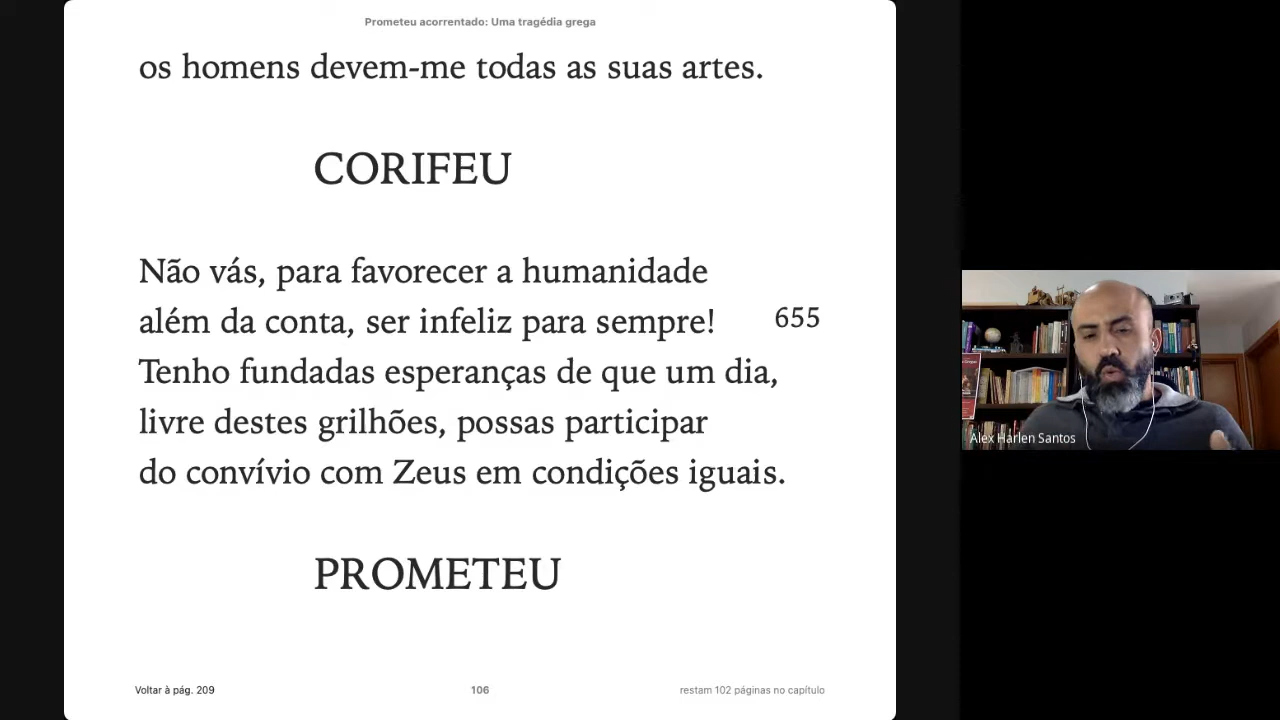 Prometeu acorrentado: Uma tragédia grega
os homens devem-me todas as suas artes.
CORIFEU
Não vás, para favorecer a humanidade
além da conta, ser infeliz para sempre! 655
Tenho fundadas esperanças de que um dia,
livre destes grilhões, possas participar
do convívio com Zeus em condições iguais.
PROMETEU
Voltar à pág. 209 106 restam 102 páginas no capítulo
Alex Harlen Santos